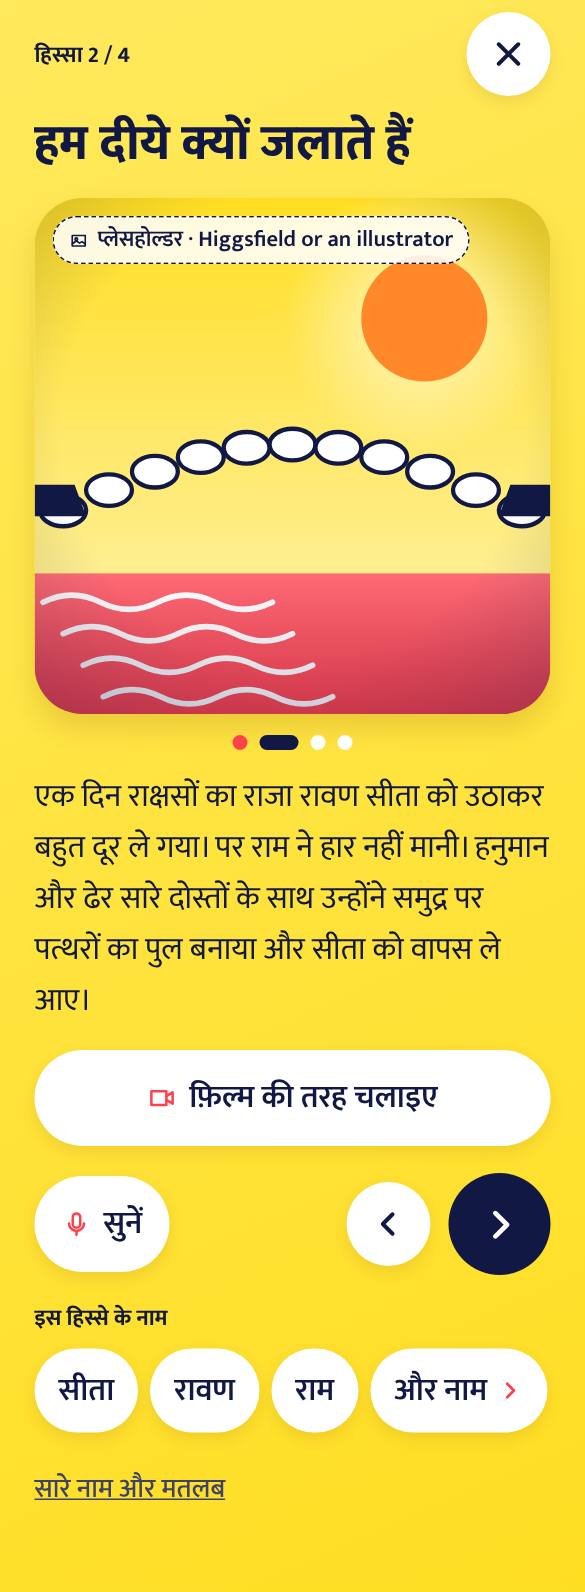 हिस्सा 2 / 4
हम दीये क्यों जलाते हैं
प्लेसहोल्डर · Higgsfield or an illustrator
एक दिन राक्षसों का राजा रावण सीता को उठाकर
बहुत दूर ले गया। पर राम ने हार नहीं मानी। हनुमान
और ढेर सारे दोस्तों के साथ उन्होंने समुद्र पर
पत्थरों का पुल बनाया और सीता को वापस ले
आए।
फ़िल्म की तरह चलाइए
सुनें
इस हिस्से के नाम
सीता रावण राम और नाम
सारे नाम और मतलब